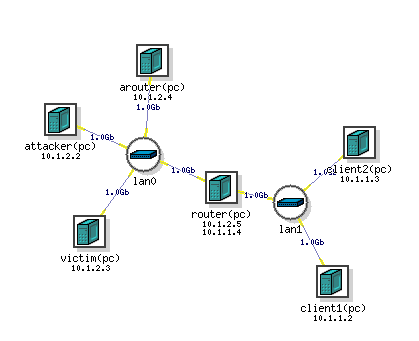 arouter(pc)
10.1.2.4
1.0Gb
attacker(pc)
10.1.2.2
1.0Gb
lan0
1.0Gb
1.0Gb
victim(pc)
10.1.2.3
router(pc)
10.1.2.5
10.1.1.4
1.0Gb
lan1
1.0Gb
client2(pc)
10.1.1.3
1.0Gb
client1(pc)
10.1.1.2